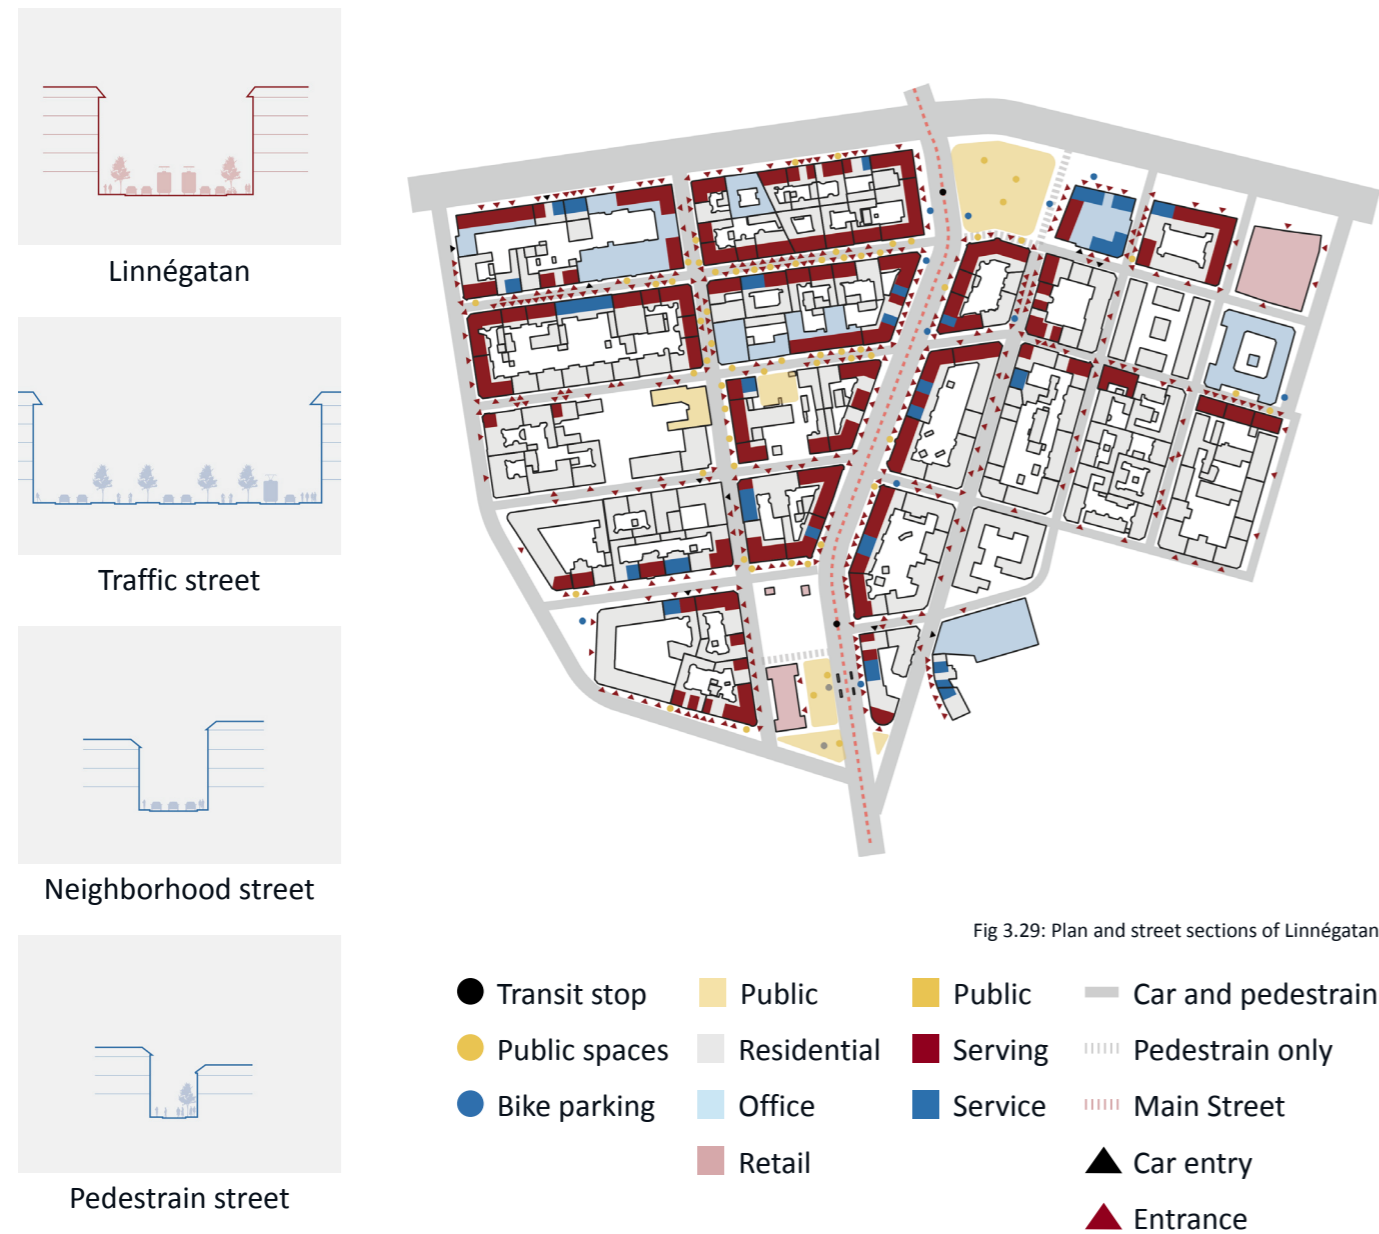 Linnégatan
Traffic street
Neighborhood street
Pedestrain street
Fig 3.29: Plan and street sections of Linnégatan
Transit stop
Public spaces
Bike parking
Public
Residential
Office
Retail
Public
Serving
Service
Car and pedestrain
Pedestrain only
Main Street
Car entry
Entrance